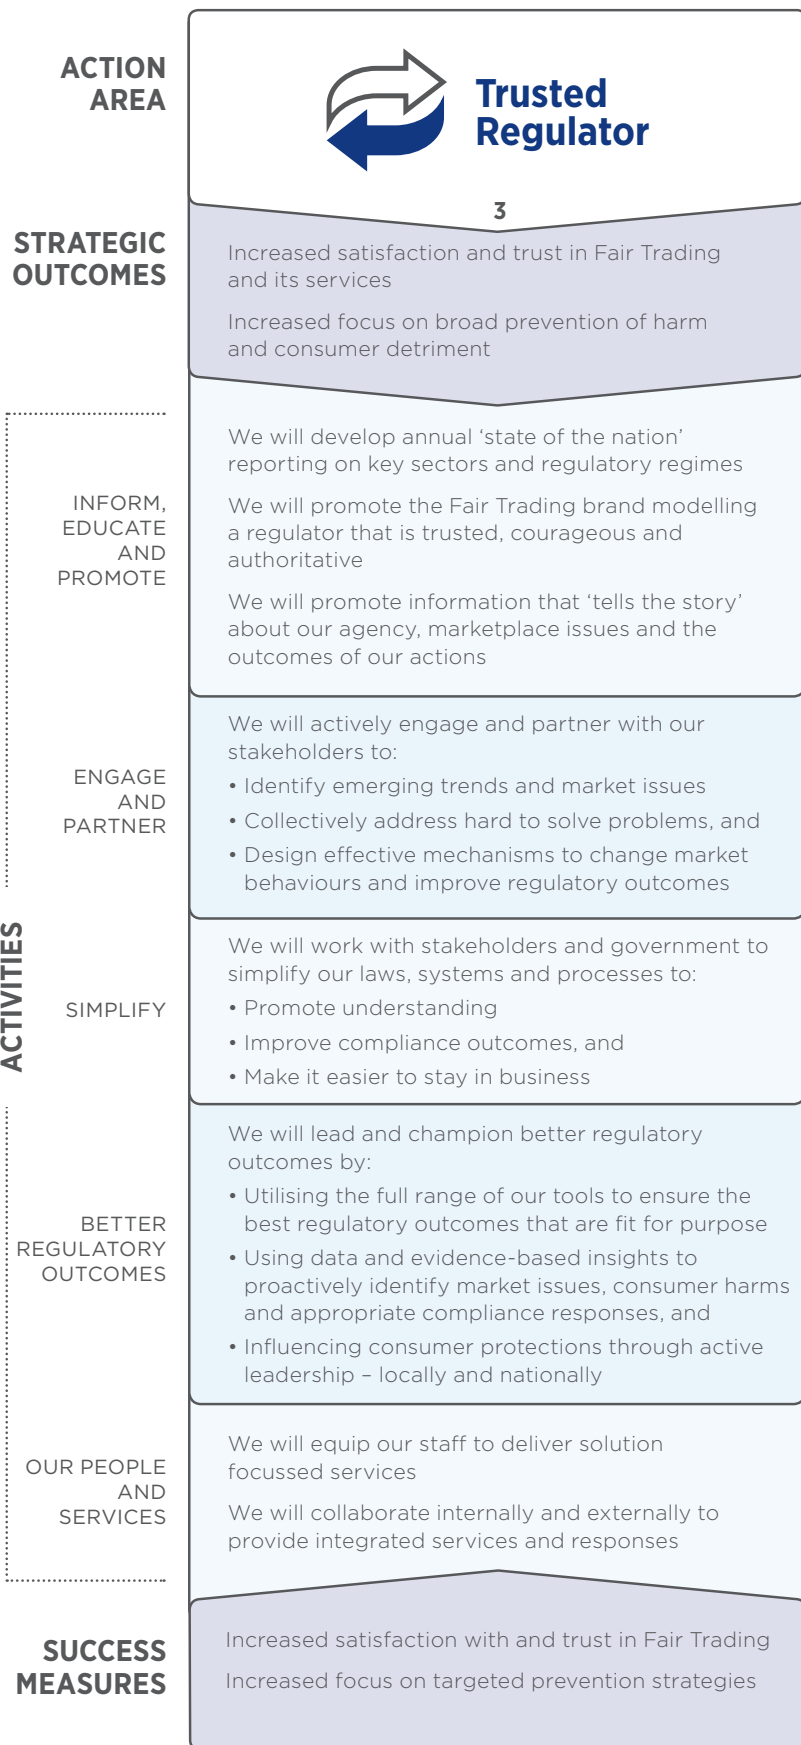 ACTION
AREA
Trusted
Regulator
3
STRATEGIC
OUTCOMES
Increased satisfaction and trust in Fair Trading
and its services
Increased focus on broad prevention of harm
and consumer detriment
ACTIVITIES
INFORM,
EDUCATE
AND
PROMOTE
We will develop annual ‘state of the nation’
reporting on key sectors and regulatory regimes
We will promote the Fair Trading brand modelling
a regulator that is trusted, courageous and
authoritative
We will promote information that ‘tells the story’
about our agency, marketplace issues and the
outcomes of our actions
ENGAGE
AND
PARTNER
We will actively engage and partner with our
stakeholders to:
• Identify emerging trends and market issues
• Collectively address hard to solve problems, and
• Design effective mechanisms to change market
behaviours and improve regulatory outcomes
SIMPLIFY
We will work with stakeholders and government to
simplify our laws, systems and processes to:
• Promote understanding
• Improve compliance outcomes, and
• Make it easier to stay in business
BETTER
REGULATORY
OUTCOMES
We will lead and champion better regulatory
outcomes by:
• Utilising the full range of our tools to ensure the
best regulatory outcomes that are fit for purpose
• Using data and evidence-based insights to
proactively identify market issues, consumer harms
and appropriate compliance responses, and
• Influencing consumer protections through active
leadership – locally and nationally
OUR PEOPLE
AND
SERVICES
We will equip our staff to deliver solution
focussed services
We will collaborate internally and externally to
provide integrated services and responses
SUCCESS
MEASURES
Increased satisfaction with and trust in Fair Trading
Increased focus on targeted prevention strategies